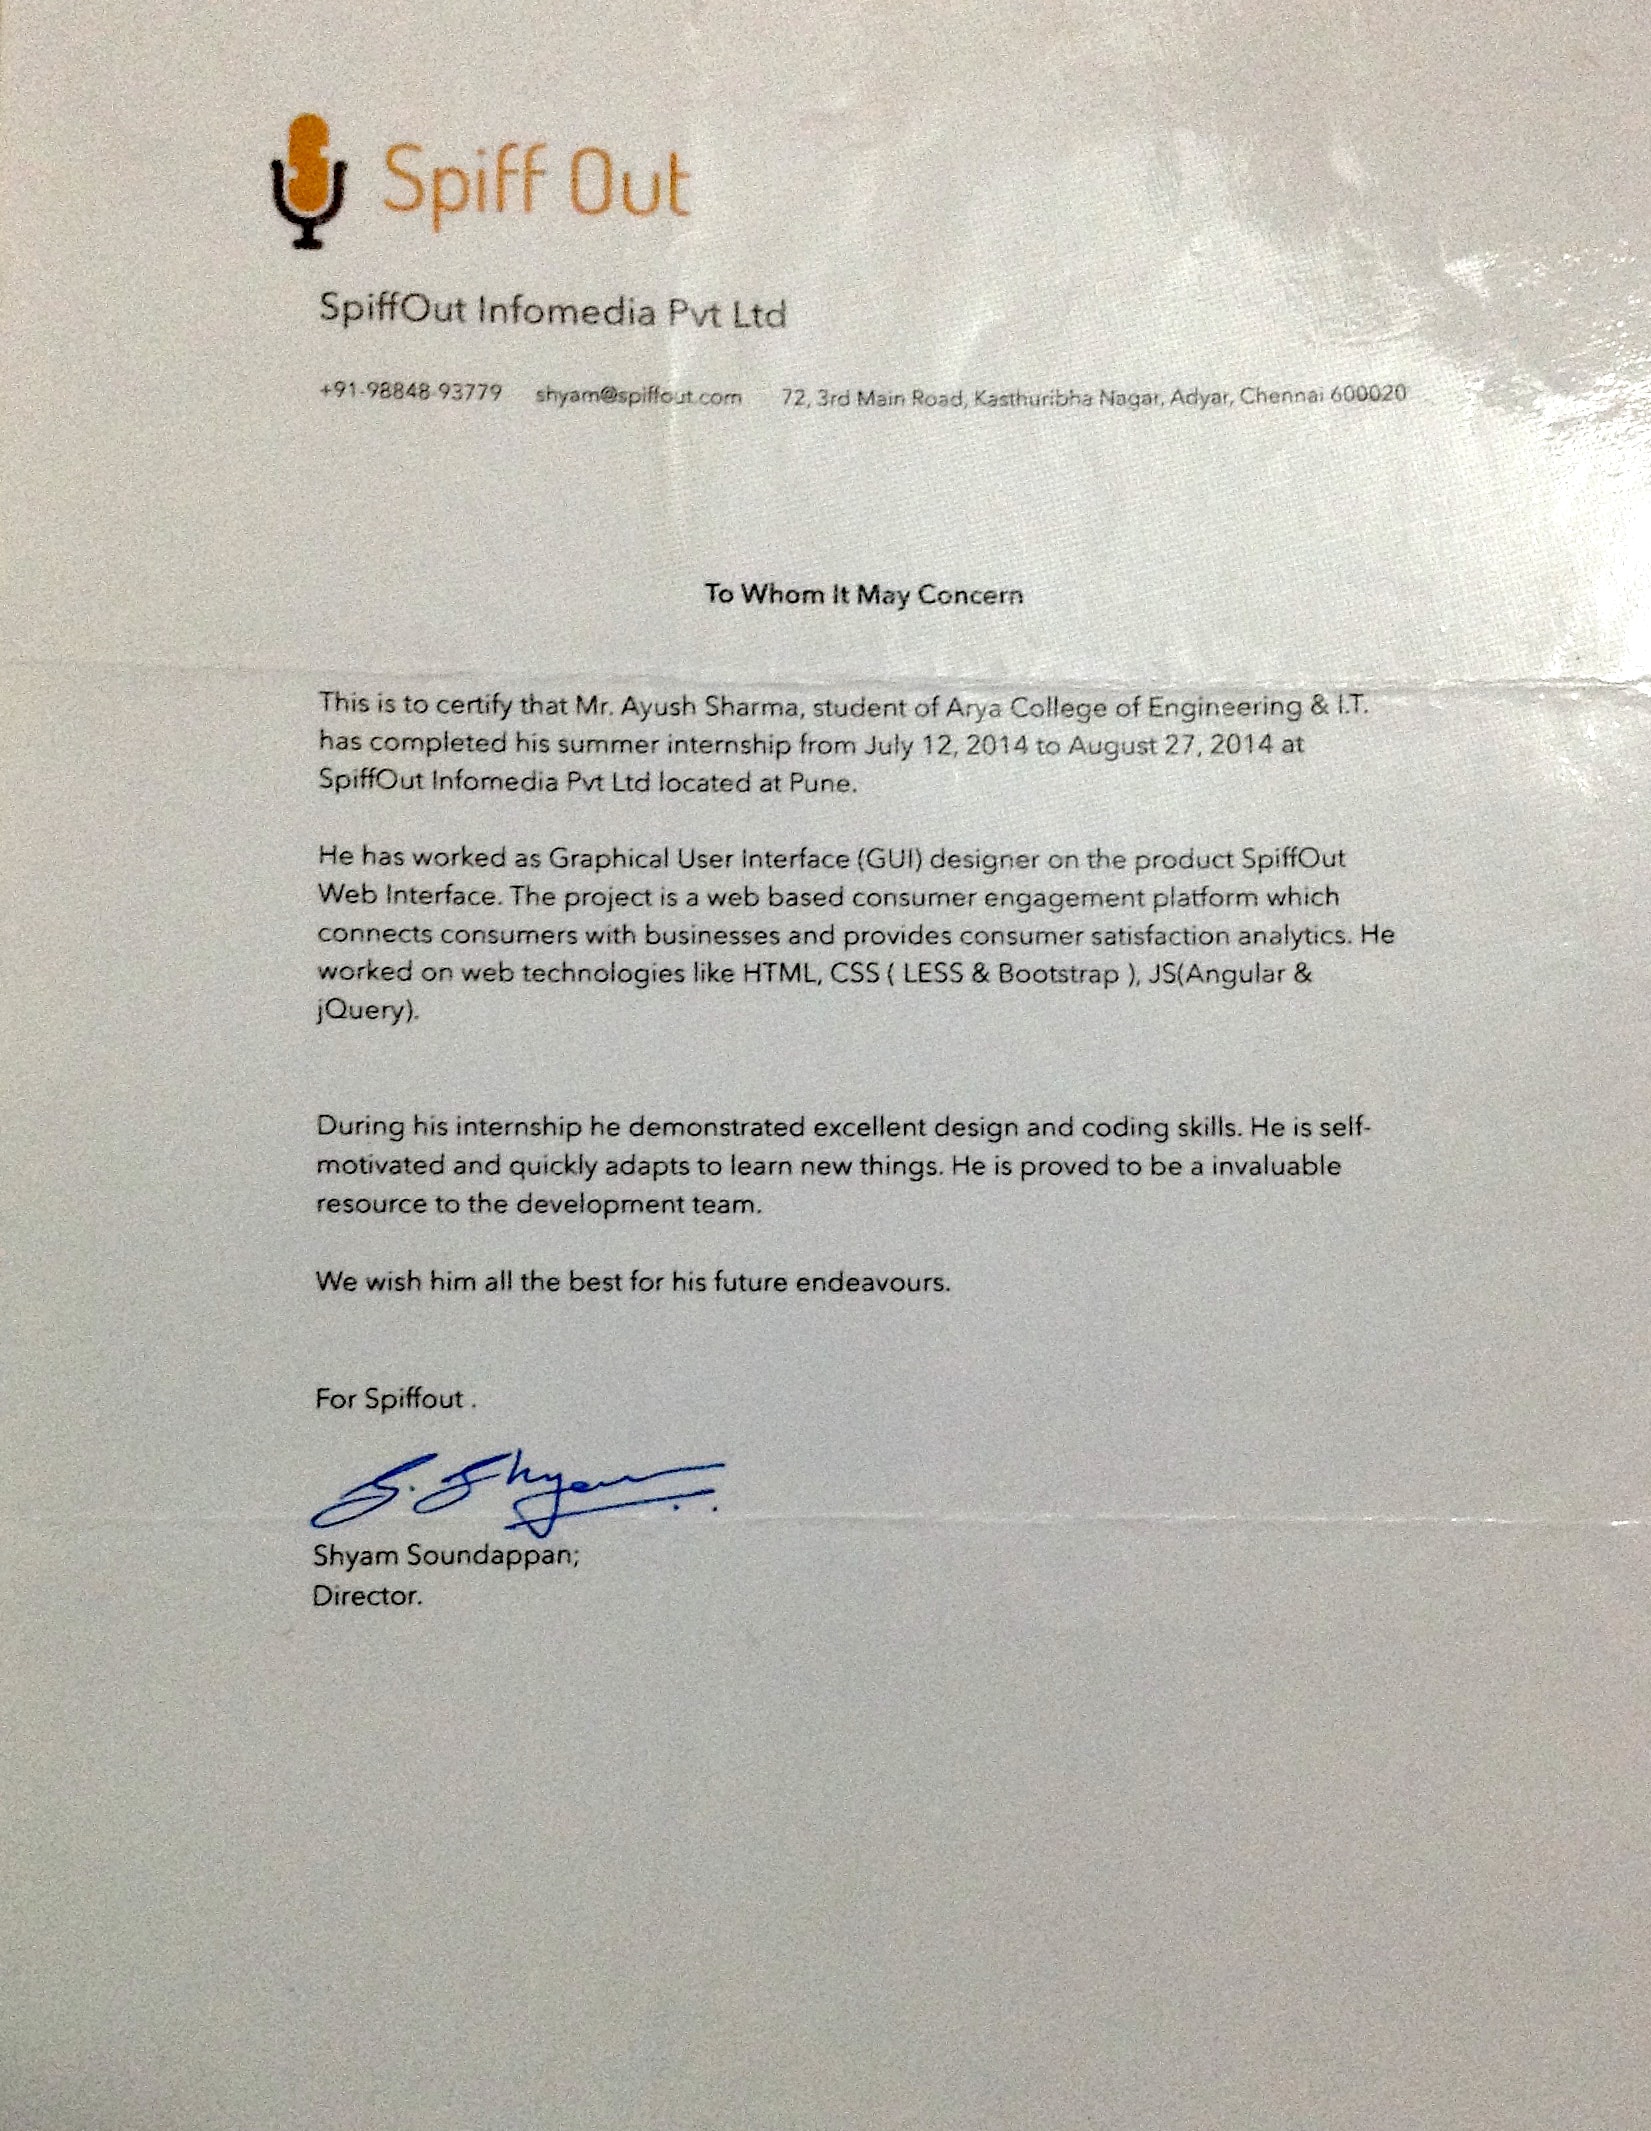 Spiff Out
SpiffOut Infomedia Pvt Ltd
+91-98848 93779 shyam@spiffout.com 72, 3rd Main Road, Kasthuribha Nagar, Adyar, Chennai 600020
To Whom It May Concern
This is to certify that Mr. Ayush Sharma, student of Arya College of Engineering & I.T.
has completed his summer internship from July 12, 2014 to August 27, 2014 at
SpiffOut Infomedia Pvt Ltd located at Pune.
He has worked as Graphical User Interface (GUI) designer on the product SpiffOut
Web Interface. The project is a web based consumer engagement platform which
connects consumers with businesses and provides consumer satisfaction analytics. He
worked on web technologies like HTML, CSS ( LESS & Bootstrap ), JS(Angular &
jQuery).
During his internship he demonstrated excellent design and coding skills. He is self-
motivated and quickly adapts to learn new things. He is proved to be a invaluable
resource to the development team.
We wish him all the best for his future endeavours.
For Spiffout .
S. Shyam
Shyam Soundappan;
Director.